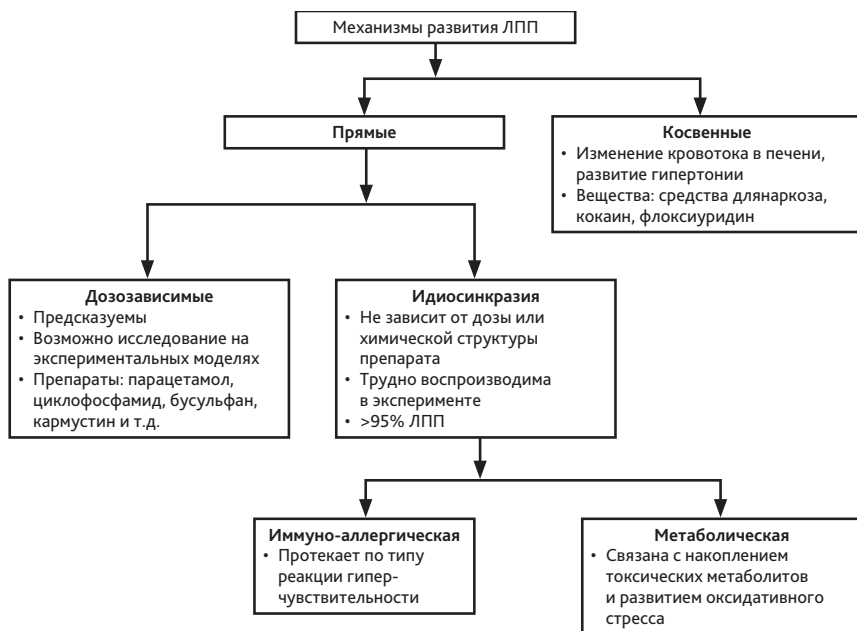 Механизмы развития ЛПП
Прямые
Косвенные
• Изменение кровотока в печени,
развитие гипертонии
• Вещества: средства длянаркоза,
кокаин, флоксиуридин
Дозозависимые
• Предсказуемы
• Возможно исследование на
экспериментальных моделях
• Препараты: парацетамол,
циклофосфамид, бусульфан,
кармустин и т.д.
Идиосинкразия
• Не зависит от дозы или
химической структуры
препарата
• Трудно воспроизводима
в эксперименте
• >95% ЛПП
Иммуно-аллергическая
• Протекает по типу
реакции гипер-
чувствительности
Метаболическая
• Связана с накоплением
токсических метаболитов
и развитием оксидативного
стресса